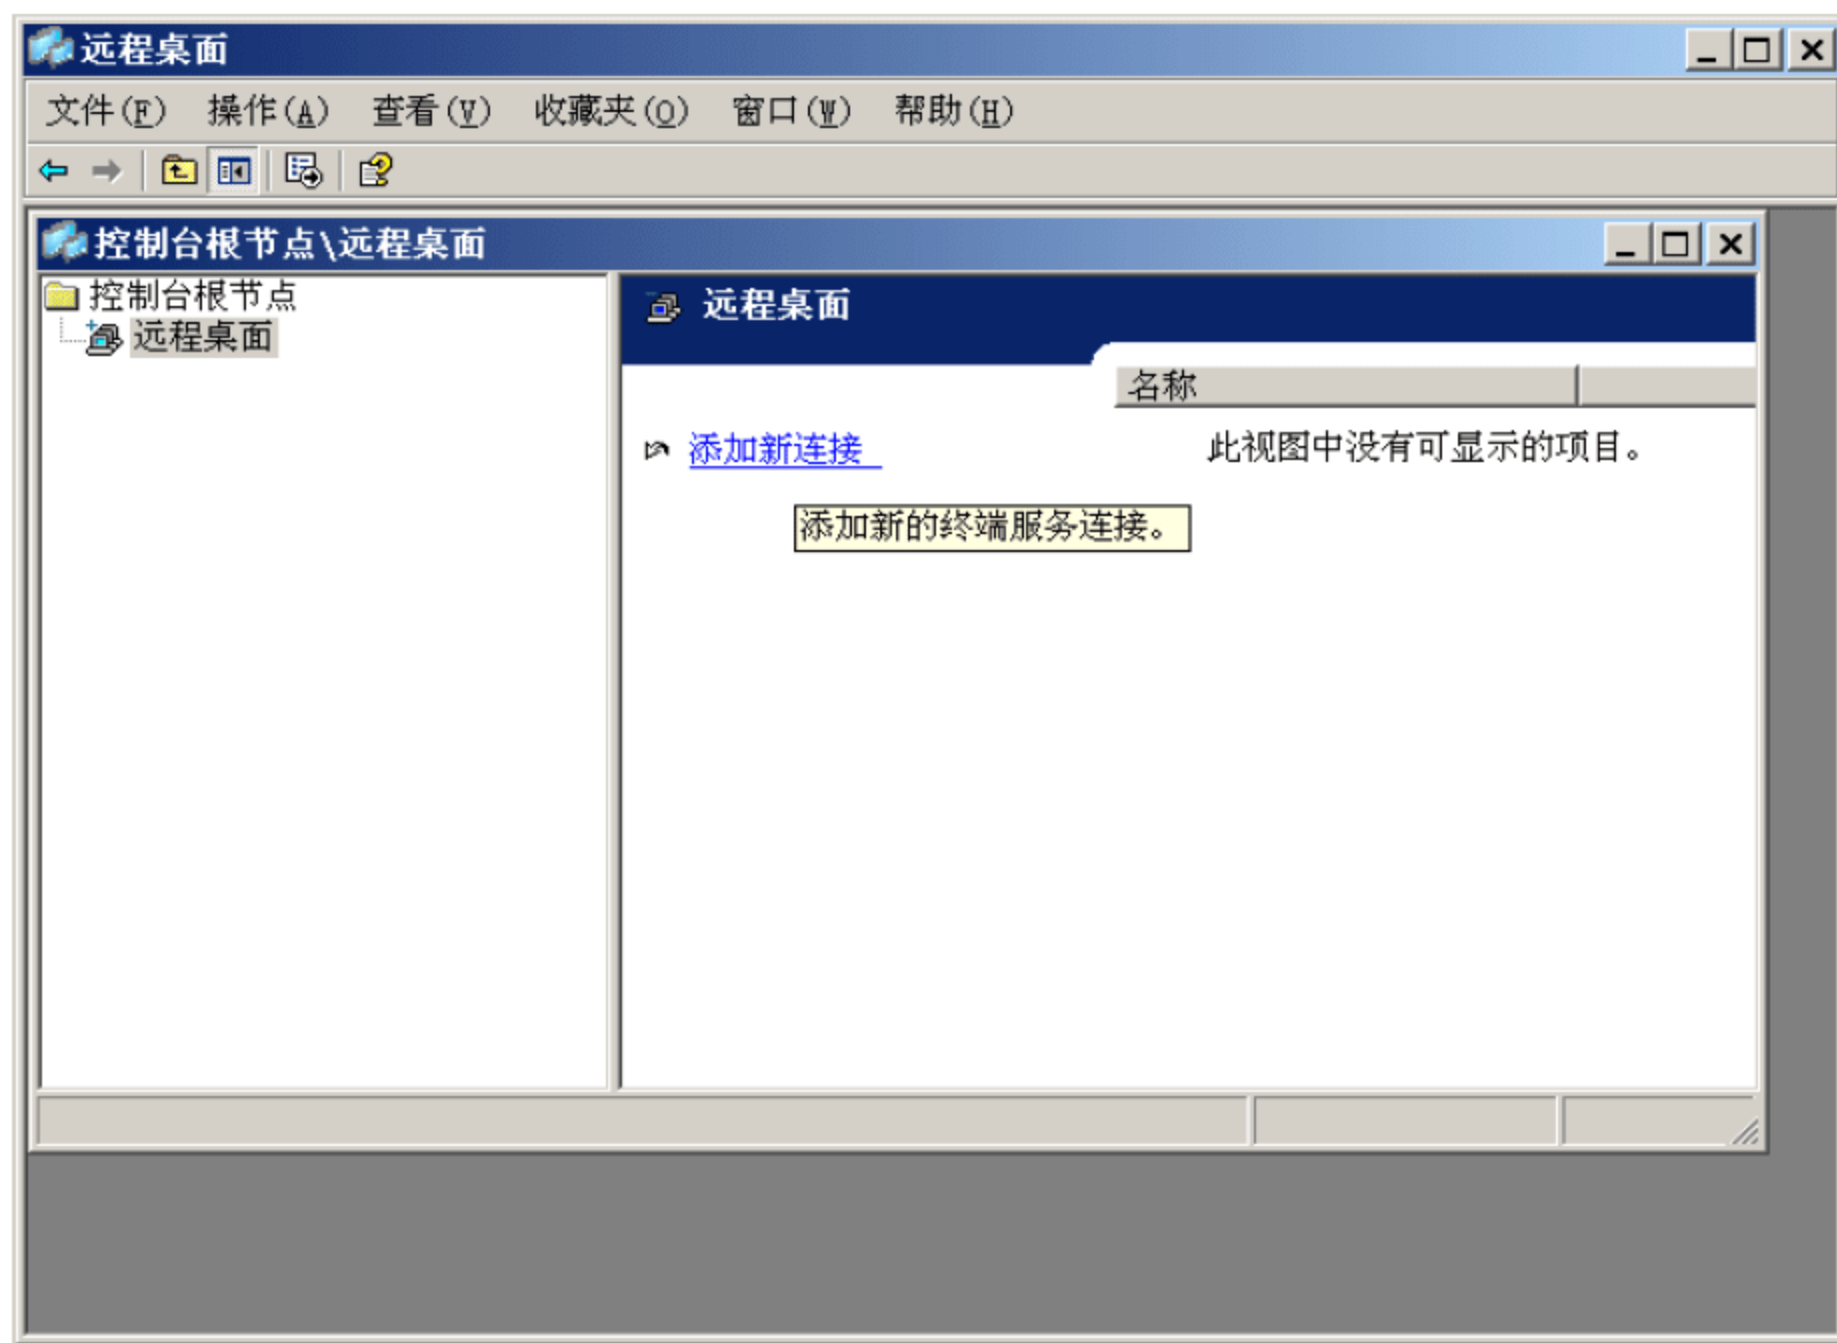 远程桌面
文件(F) 操作(A) 查看(V) 收藏夹(O) 窗口(W) 帮助(H)
控制台根节点\远程桌面
控制台根节点
远程桌面
远程桌面
名称
添加新连接
此视图中没有可显示的项目。
添加新的终端服务连接。